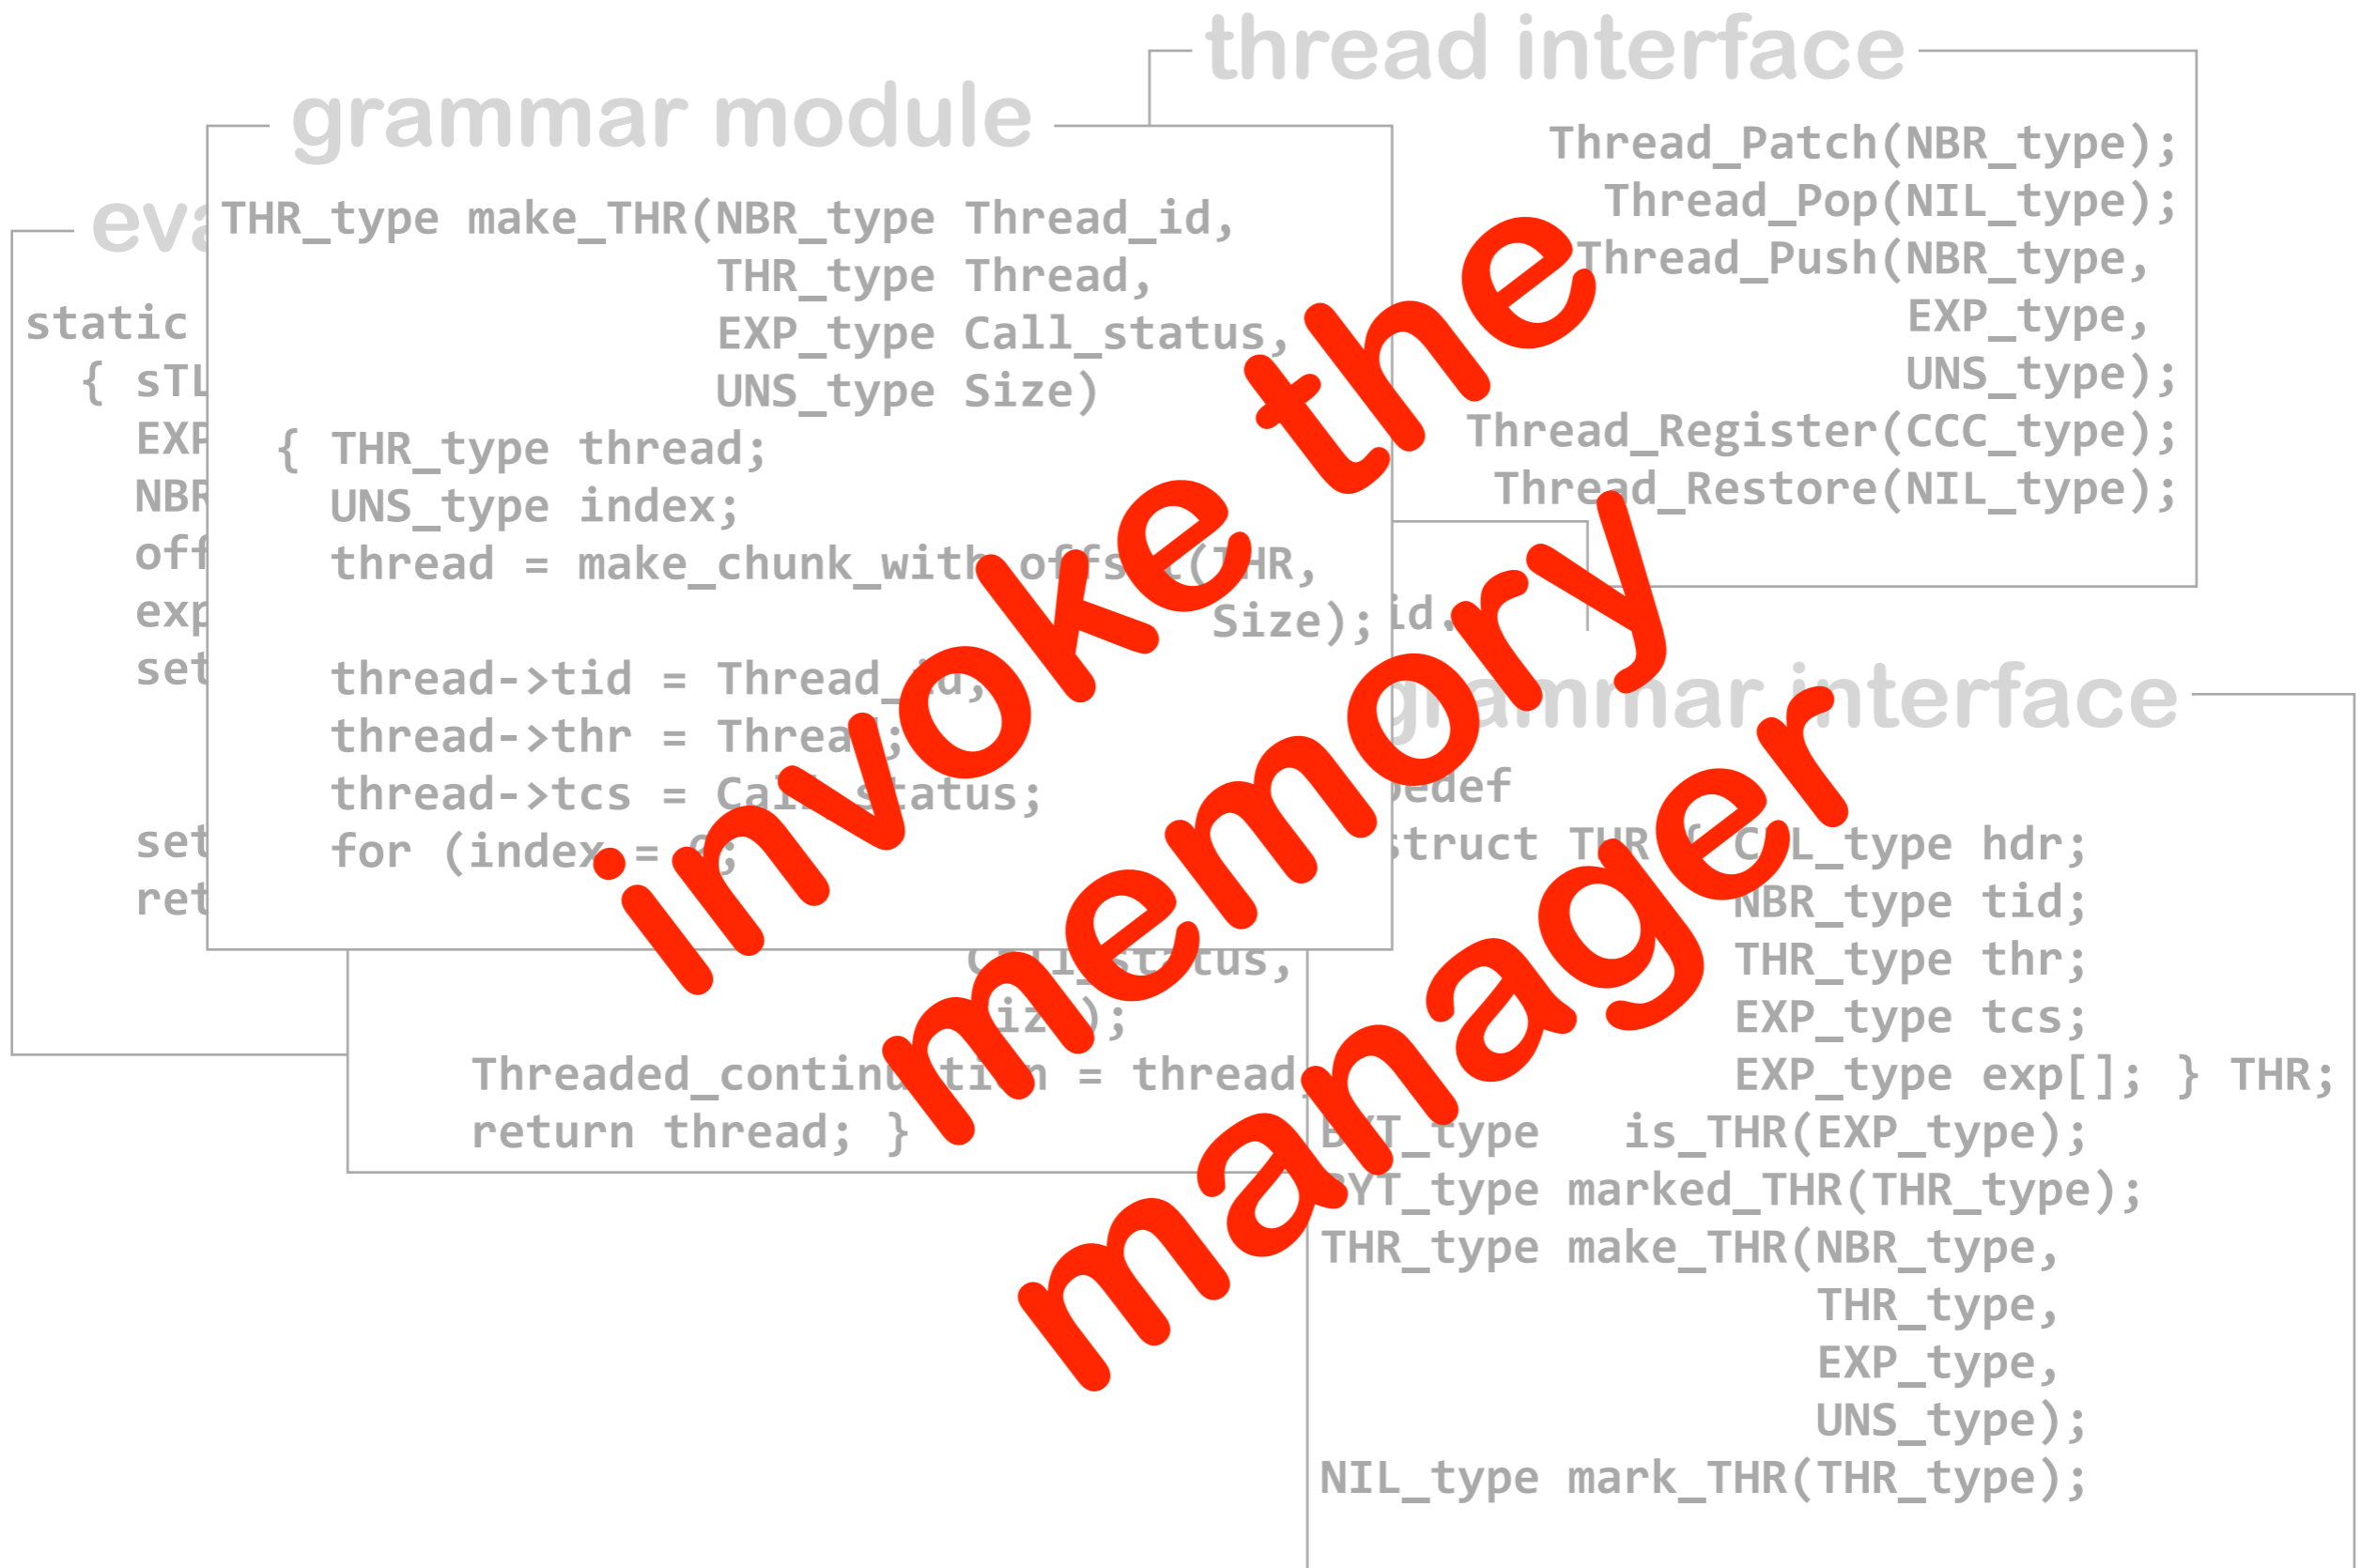 thread interface
Thread_Patch(NBR_type);
Thread_Pop(NIL_type);
Thread_Push(NBR_type,
EXP_type,
UNS_type);
Thread_Register(CCC_type);
Thread_Restore(NIL_type);
grammar module
THR_type make_THR(NBR_type Thread_id,
THR_type Thread,
EXP_type Call_status,
UNS_type Size)
{ THR_type thread;
UNS_type index;
thread = make_chunk_with_offset(THR,
Size);
thread->tid = Thread_id;
thread->thr = Thread;
thread->tcs = Call_status;
for (index = 0;
eva
static
{ sTL
EXP
NBR
off
exp
set
set
ret
id.
Call_status,
Size);
Threaded_continuation = thread
return thread; }
grammar interface
typedef
struct THR { CEL_type hdr;
NBR_type tid;
THR_type thr;
EXP_type tcs;
EXP_type exp[]; } THR;
BYT_type is_THR(EXP_type);
BYT_type marked_THR(THR_type);
THR_type make_THR(NBR_type,
THR_type,
EXP_type,
UNS_type);
NIL_type mark_THR(THR_type);
invoke the
memory
manager